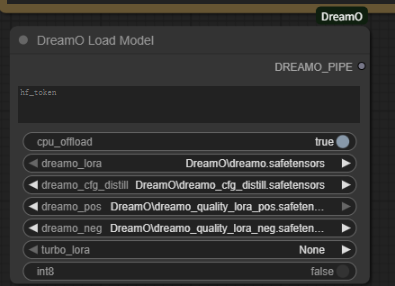 DreamO
DreamO Load Model
DREAMO_PIPE
hf_token
cpu_offload true
dreamo_lora DreamO\dreamo.safetensors
dreamo_cfg_distill DreamO\dreamo_cfg_distill.safetensors
dreamo_pos DreamO\dreamo_quality_lora_pos.safeten...
dreamo_neg DreamO\dreamo_quality_lora_neg.safeten...
turbo_lora None
int8 false